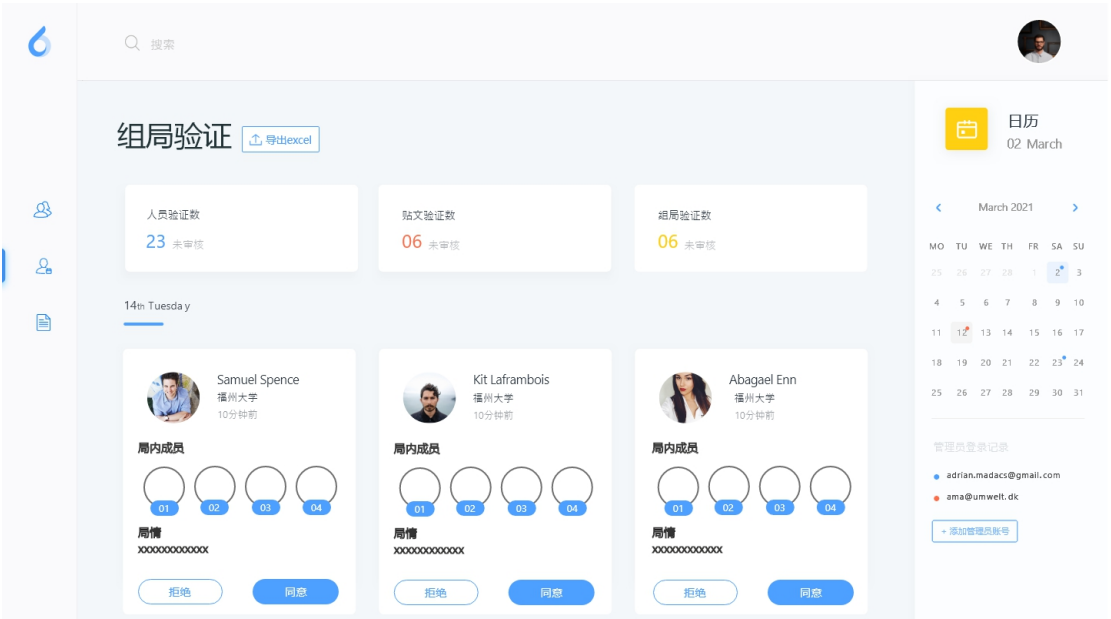 搜索
组局验证
导出excel
人员验证数
23 未审核
贴文验证数
06 未审核
组局验证数
06 未审核
14th Tuesday
Samuel Spence
福州大学
10分钟前
局内成员
01 02 03 04
局情
xxxxxxxxxxxx
拒绝 同意
Kit Laframbois
福州大学
10分钟前
局内成员
01 02 03 04
局情
xxxxxxxxxxxx
拒绝 同意
Abagael Enn
福州大学
10分钟前
局内成员
01 02 03 04
局情
xxxxxxxxxxxx
拒绝 同意
日历
02 March
March 2021
MO TU WE TH FR SA SU
25 26 27 28 1 2 3
4 5 6 7 8 9 10
11 12 13 14 15 16 17
18 19 20 21 22 23 24
25 26 27 28 29 30 31
管理员登录记录
adrian.madacs@gmail.com
ama@umwelt.dk
+ 添加管理员账号